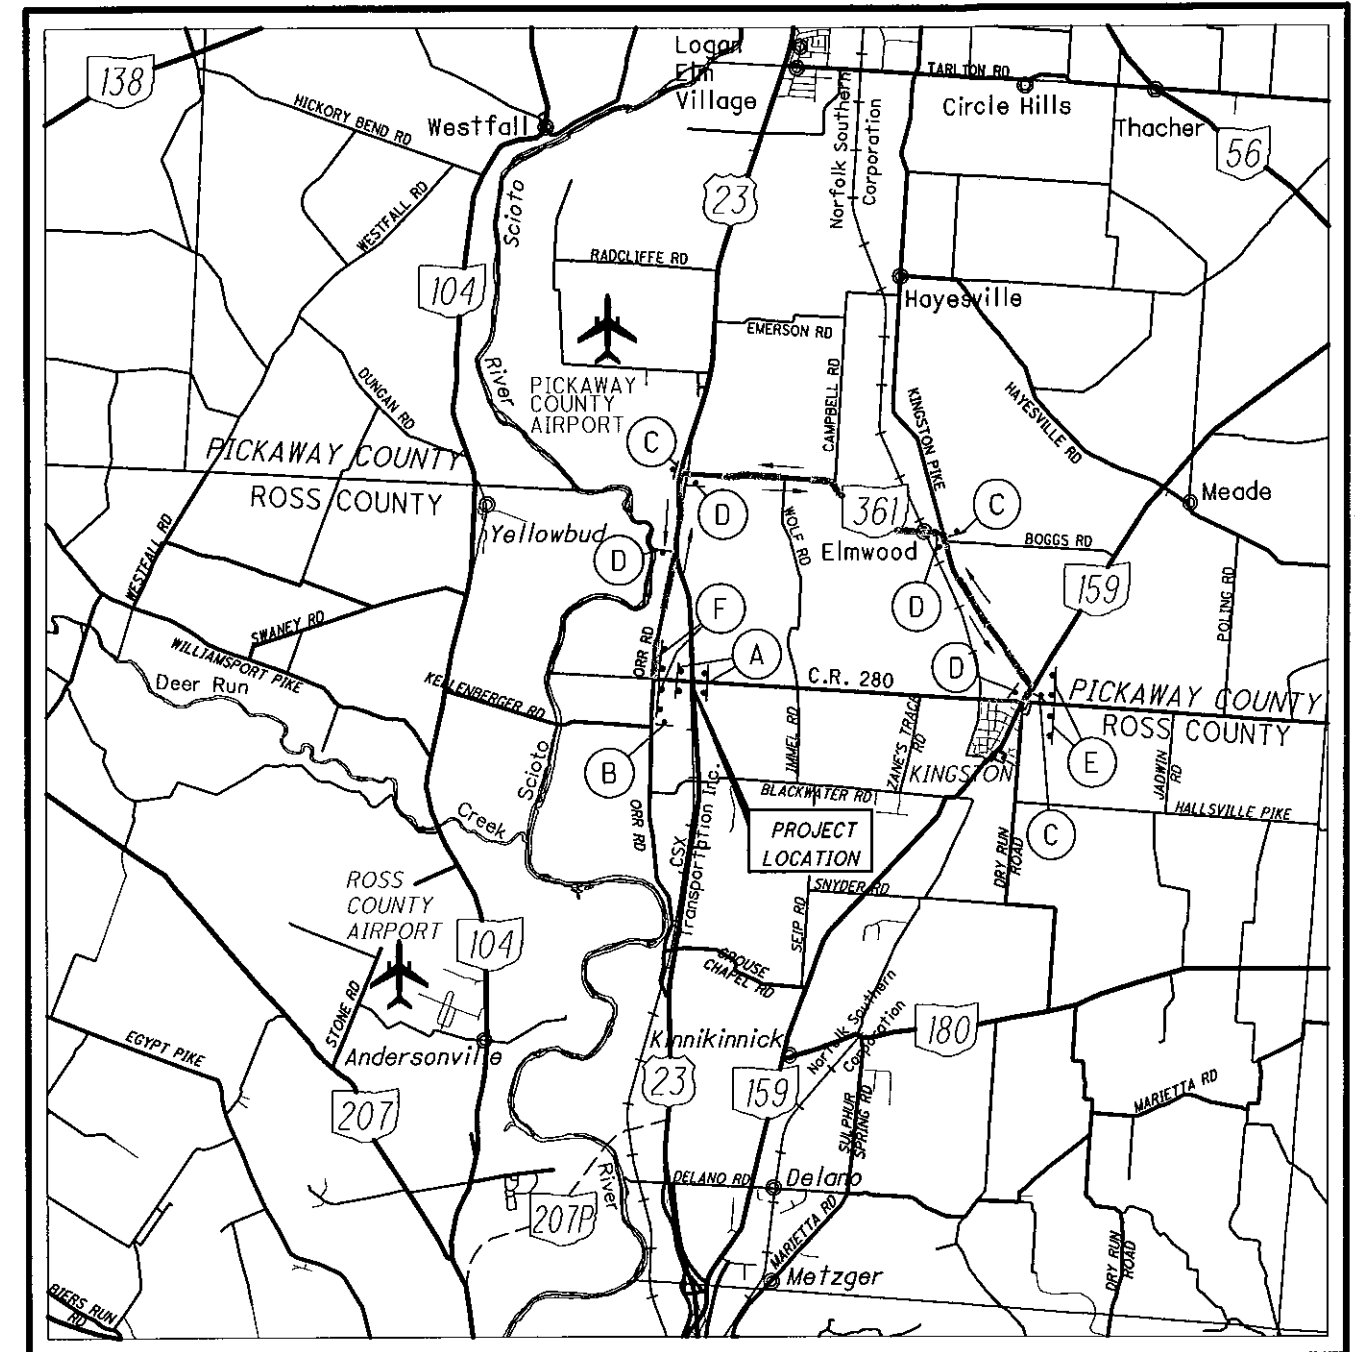 Logan
Elm
Village
138
HICKORY BEND RD
Westfall
Norfolk Southern
Corporation
TARLTON RD
Circle Hills
Thacher
56
WESTFALL RD
Scioto
23
104
RADCLIFFE RD
Hayesville
EMERSON RD
River
DUNCAN RD
PICKAWAY
COUNTY
AIRPORT
CAMPBELL RD
KINGSTON PIKE
HAYESVILLE RD
C
PICKAWAY COUNTY
ROSS COUNTY
Yellowbud
D
D
WOLF RD
361
Elmwood
C
Meade
BOGGS RD
WESTFALL RD
159
POLING RD
D
SWANEY RD
WILLIAMSPORT PIKE
Deer Run
F
A
ORR RD
C.R. 280
D
PICKAWAY COUNTY
ROSS COUNTY
KELLENBERGER RD
B
IMMEL RD
ZANE'S TRACE
RD
KINGSTON
E
JADWIN
RD
Scioto
Creek
ORR RD
CSX
Transportation Inc.
BLACKWATER RD
HALLSVILLE PIKE
PROJECT
LOCATION
C
DRY RUN
ROAD
SNYDER RD
ROSS
COUNTY
AIRPORT
104
SEIP RD
CROUSE
CHAPEL RD
STONE RD
EGYPT PIKE
Andersonville
Kinnikinnick
Norfolk Southern
Corporation
180
207
23
159
SULPHUR
SPRING RD
MARIETTA RD
River
207P
DELANO RD
Delano
MARIETTA RD
Metzger
DRY RUN
ROAD
BIERS RUN
RD